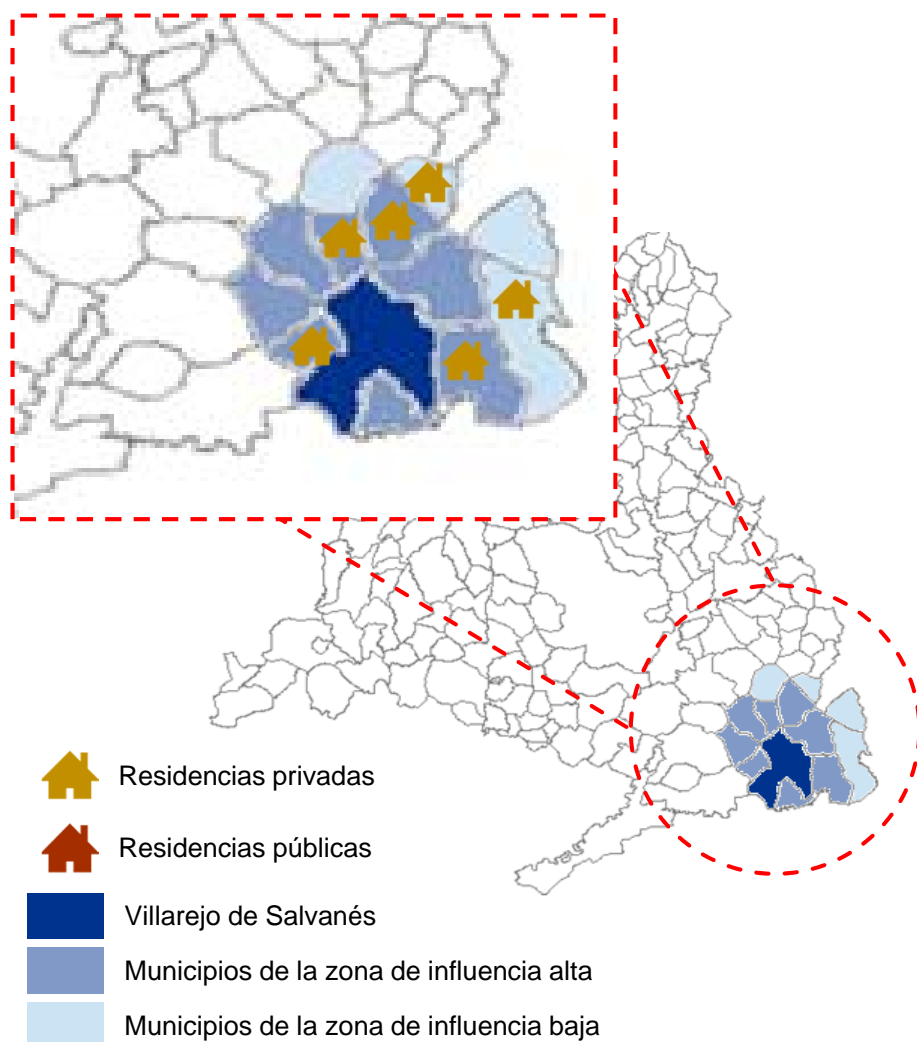 Residencias privadas
Residencias públicas
Villarejo de Salvanés
Municipios de la zona de influencia alta
Municipios de la zona de influencia baja